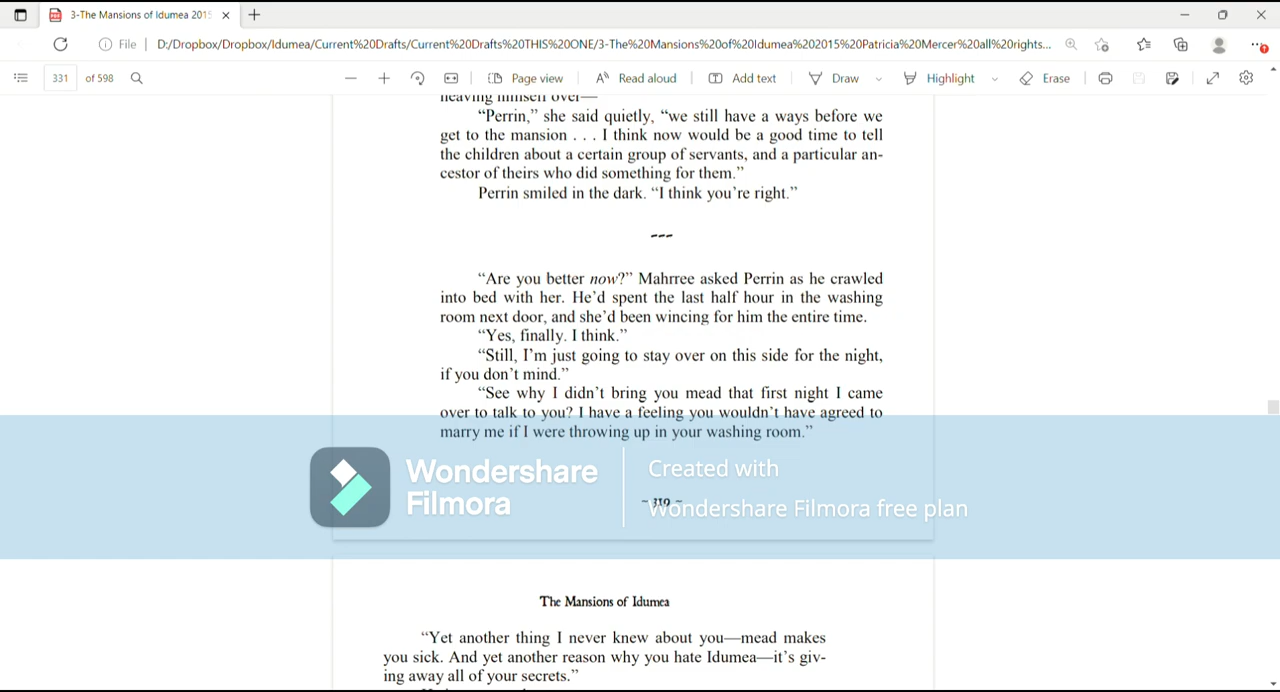 3-The Mansions of Idumea 2015
File
D:/Dropbox/Dropbox/Idumea/Current%20Drafts/Current%20Drafts%20THIS%20ONE/3-The%20Mansions%20of%20Idumea%202015%20Patricia%20Mercer%20all%20rights...
331 of 598
Page view
Read aloud
Add text
Draw
Highlight
Erase
heaving himself over—
“Perrin,” she said quietly, “we still have a ways before we
get to the mansion . . . I think now would be a good time to tell
the children about a certain group of servants, and a particular an-
cestor of theirs who did something for them.”
Perrin smiled in the dark. “I think you’re right.”
---
“Are you better now?” Mahrree asked Perrin as he crawled
into bed with her. He’d spent the last half hour in the washing
room next door, and she’d been wincing for him the entire time.
“Yes, finally. I think.”
“Still, I’m just going to stay over on this side for the night,
if you don’t mind.”
“See why I didn’t bring you mead that first night I came
over to talk to you? I have a feeling you wouldn’t have agreed to
marry me if I were throwing up in your washing room.”
Wondershare
Filmora
Created with
Wondershare Filmora free plan
~ 319 ~
The Mansions of Idumea
“Yet another thing I never knew about you—mead makes
you sick. And yet another reason why you hate Idumea—it’s giv-
ing away all of your secrets.”